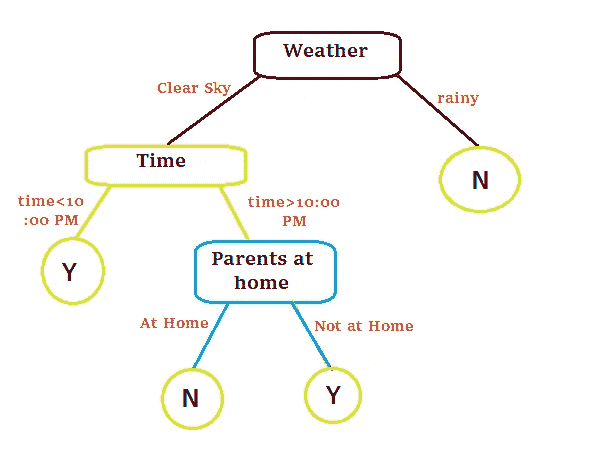 Weather
Clear Sky
rainy
Time
N
time<10
:00 PM
time>10:00
PM
Y
Parents at
home
At Home
Not at Home
N
Y